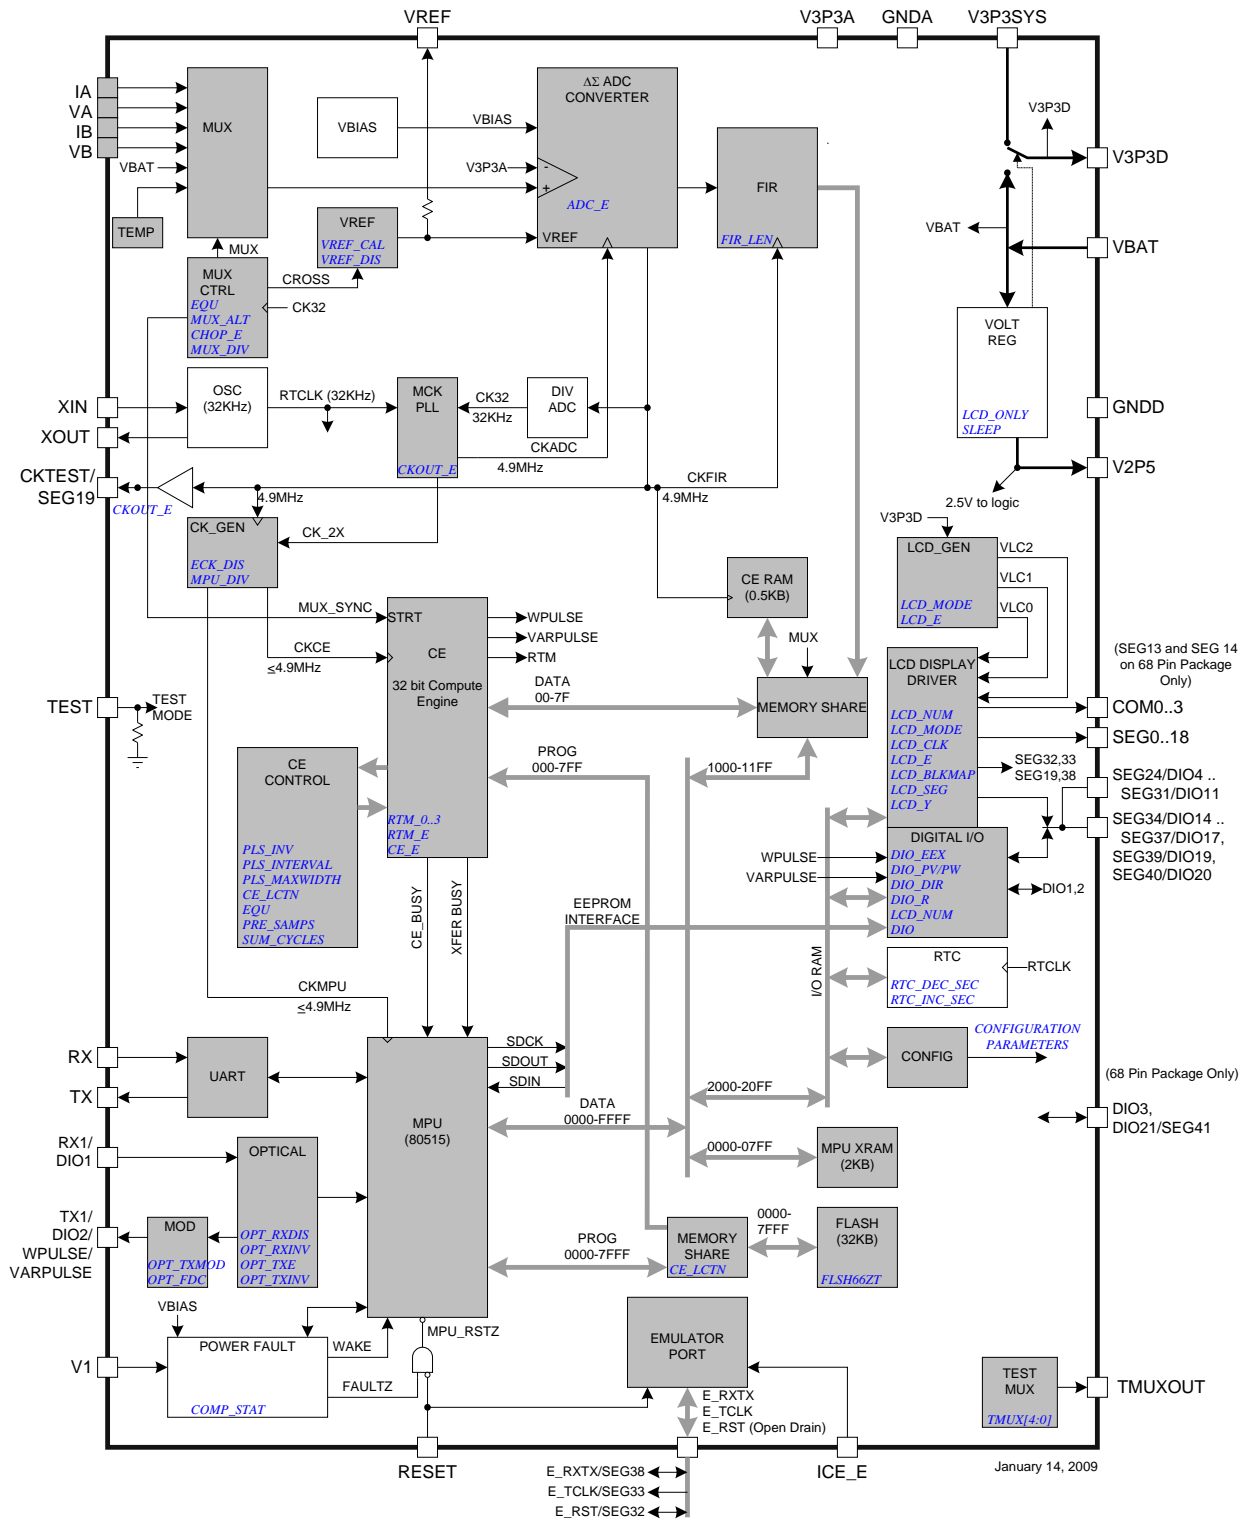 VREF
V3P3A
GNDA
V3P3SYS
IA
VA
IB
VB
VBAT
TEMP
MUX
MUX
VBIAS
VBIAS
ΔΣ ADC
CONVERTER
V3P3A
-
+
ADC_E
VREF
FIR
FIR_LEN
VREF
VREF_CAL
VREF_DIS
MUX
CTRL
EQU
MUX_ALT
CHOP_E
MUX_DIV
CROSS
CK32
V3P3D
V3P3D
VBAT
VBAT
VOLT
REG
LCD_ONLY
SLEEP
GNDD
V2P5
2.5V to logic
XIN
XOUT
OSC
(32KHz)
RTCLK (32KHz)
MCK
PLL
CKOUT_E
CK32
32KHz
DIV
ADC
CKADC
4.9MHz
CKTEST/
SEG19
CKOUT_E
4.9MHz
CKFIR
4.9MHz
CK_GEN
ECK_DIS
MPU_DIV
CK_2X
V3P3D
LCD_GEN
LCD_MODE
LCD_E
VLC2
VLC1
VLC0
CE RAM
(0.5KB)
MUX_SYNC
STRT
CKCE
≤4.9MHz
CE
32 bit Compute
Engine
RTM_0..3
RTM_E
CE_E
WPULSE
VARPULSE
RTM
DATA
00-7F
MUX
MEMORY SHARE
(SEG13 and SEG 14
on 68 Pin Package
Only)
LCD DISPLAY
DRIVER
LCD_NUM
LCD_MODE
LCD_CLK
LCD_E
LCD_BLKMAP
LCD_SEG
LCD_Y
COM0..3
SEG0..18
SEG32,33
SEG19,38
SEG24/DIO4 ..
SEG31/DIO11
SEG34/DIO14 ..
SEG37/DIO17,
SEG39/DIO19,
SEG40/DIO20
TEST
TEST
MODE
CE
CONTROL
PLS_INV
PLS_INTERVAL
PLS_MAXWIDTH
CE_LCTN
EQU
PRE_SAMPS
SUM_CYCLES
PROG
000-7FF
1000-11FF
DIGITAL I/O
DIO_EEX
DIO_PV/PW
DIO_DIR
DIO_R
LCD_NUM
DIO
WPULSE
VARPULSE
DIO1,2
CE_BUSY
XFER BUSY
EEPROM
INTERFACE
I/O RAM
RTC
RTC_DEC_SEC
RTC_INC_SEC
RTCLK
CKMPU
≤4.9MHz
CONFIG
CONFIGURATION
PARAMETERS
RX
TX
UART
MPU
(80515)
SDCK
SDOUT
SDIN
DATA
0000-FFFF
2000-20FF
0000-07FF
MPU XRAM
(2KB)
(68 Pin Package Only)
DIO3,
DIO21/SEG41
RX1/
DIO1
OPTICAL
OPT_RXDIS
OPT_RXINV
OPT_TXE
OPT_TXINV
TX1/
DIO2/
WPULSE/
VARPULSE
MOD
OPT_TXMOD
OPT_FDC
PROG
0000-7FFF
MEMORY
SHARE
CE_LCTN
0000-
7FFF
FLASH
(32KB)
FLSH66ZT
VBIAS
V1
POWER FAULT
COMP_STAT
WAKE
FAULTZ
MPU_RSTZ
EMULATOR
PORT
E_RXTX
E_TCLK
E_RST (Open Drain)
TEST
MUX
TMUX[4:0]
TMUXOUT
RESET
ICE_E
January 14, 2009
E_RXTX/SEG38
E_TCLK/SEG33
E_RST/SEG32